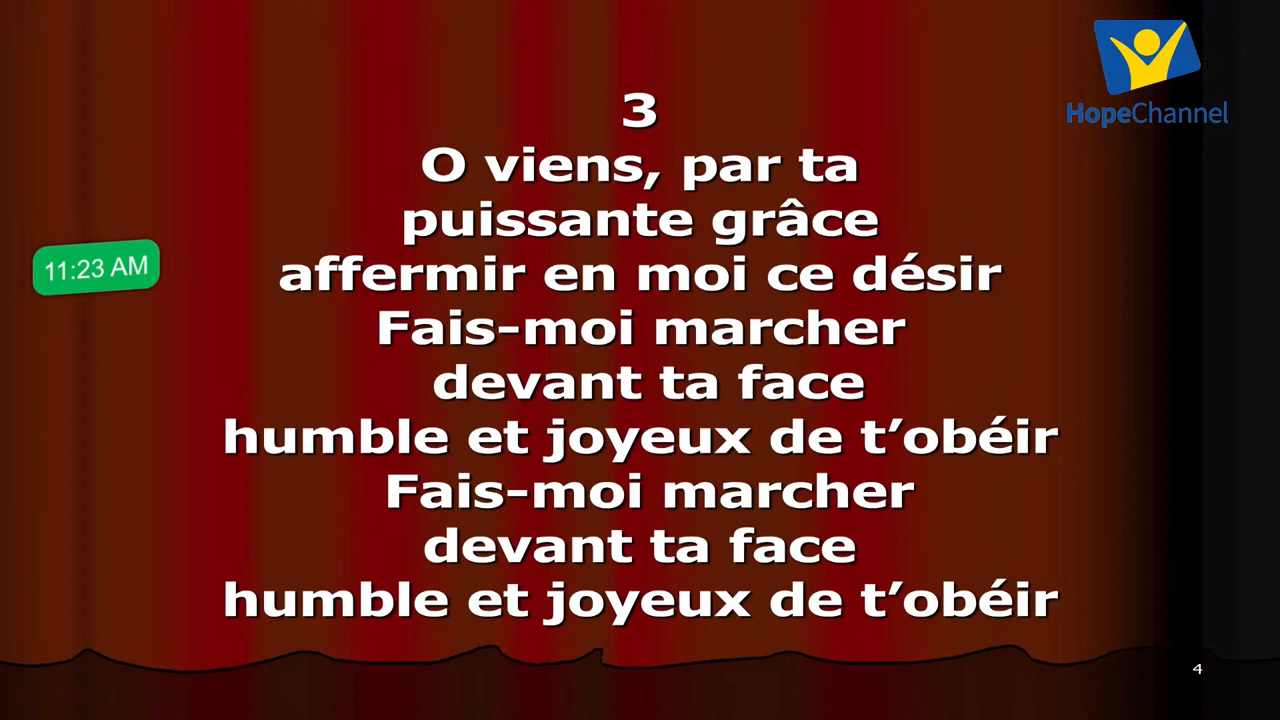 HopeChannel
3
O viens, par ta
puissante grâce
11:23 AM
affermir en moi ce désir
Fais-moi marcher
devant ta face
humble et joyeux de t’obéir
Fais-moi marcher
devant ta face
humble et joyeux de t’obéir
4